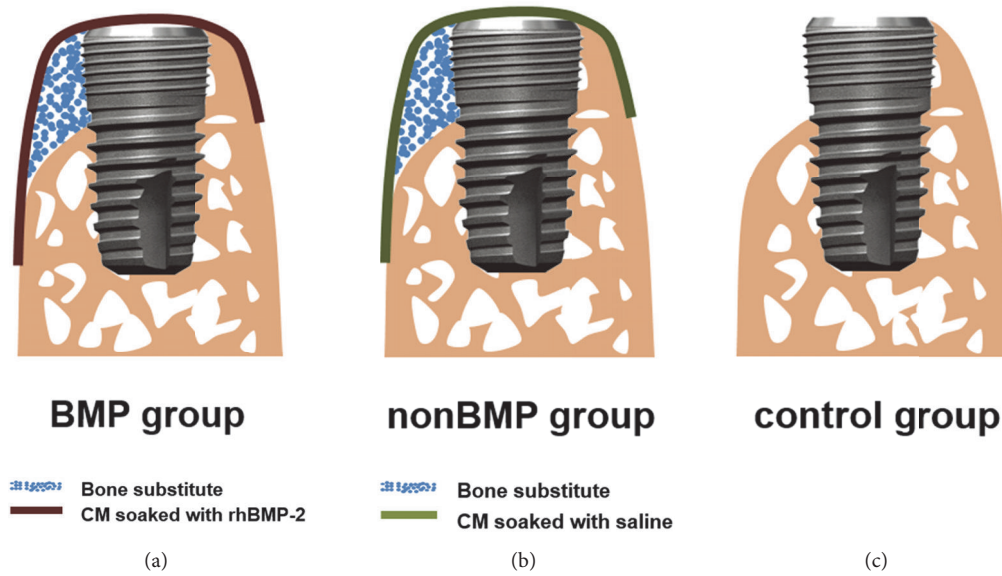 BMP group
nonBMP group
control group
Bone substitute
CM soaked with rhBMP-2
Bone substitute
CM soaked with saline
(a)
(b)
(c)